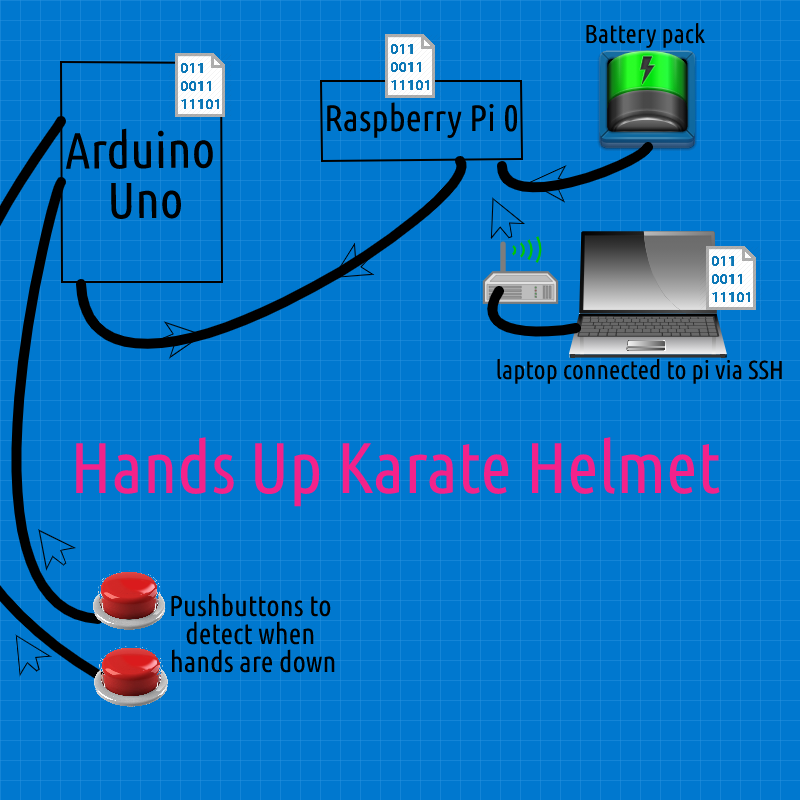 Battery pack
011
0011
11101
Raspberry Pi 0
011
0011
11101
Arduino
Uno
011
0011
11101
laptop connected to pi via SSH
Hands Up Karate Helmet
Pushbuttons to
detect when
hands are down